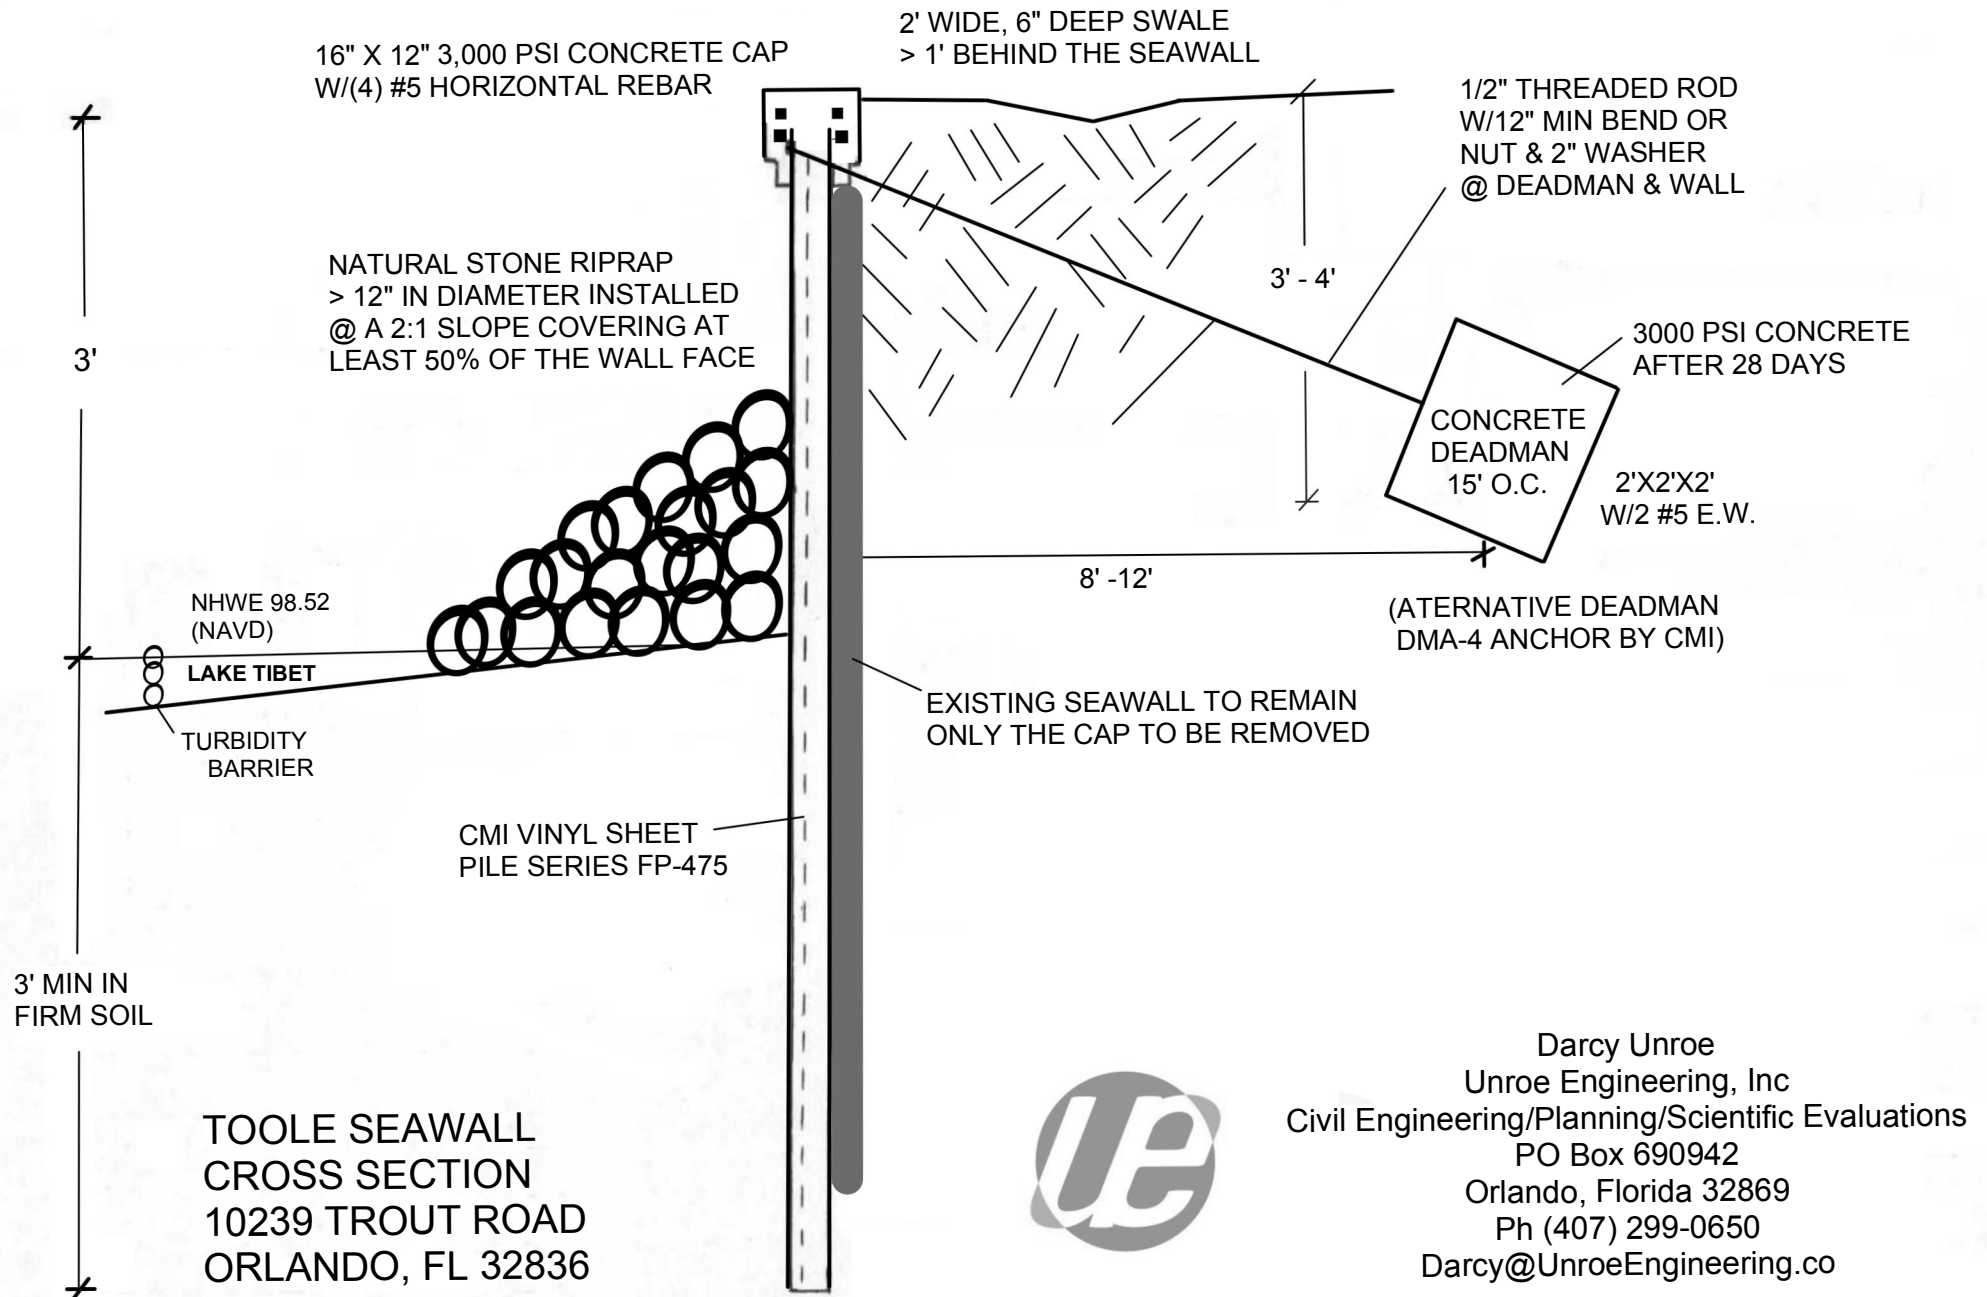 2' WIDE, 6" DEEP SWALE
> 1' BEHIND THE SEAWALL
16" X 12" 3,000 PSI CONCRETE CAP
W/(4) #5 HORIZONTAL REBAR
1/2" THREADED ROD
W/12" MIN BEND OR
NUT & 2" WASHER
@ DEADMAN & WALL
NATURAL STONE RIPRAP
> 12" IN DIAMETER INSTALLED
@ A 2:1 SLOPE COVERING AT
LEAST 50% OF THE WALL FACE
3'
3' - 4'
3000 PSI CONCRETE
AFTER 28 DAYS
CONCRETE
DEADMAN
15' O.C.
2'X2'X2'
W/2 #5 E.W.
8' -12'
(ATERNATIVE DEADMAN
DMA-4 ANCHOR BY CMI)
NHWE 98.52
(NAVD)
LAKE TIBET
TURBIDITY
BARRIER
EXISTING SEAWALL TO REMAIN
ONLY THE CAP TO BE REMOVED
CMI VINYL SHEET
PILE SERIES FP-475
3' MIN IN
FIRM SOIL
TOOLE SEAWALL
CROSS SECTION
10239 TROUT ROAD
ORLANDO, FL 32836
ue
Darcy Unroe
Unroe Engineering, Inc
Civil Engineering/Planning/Scientific Evaluations
PO Box 690942
Orlando, Florida 32869
Ph (407) 299-0650
Darcy@UnroeEngineering.co